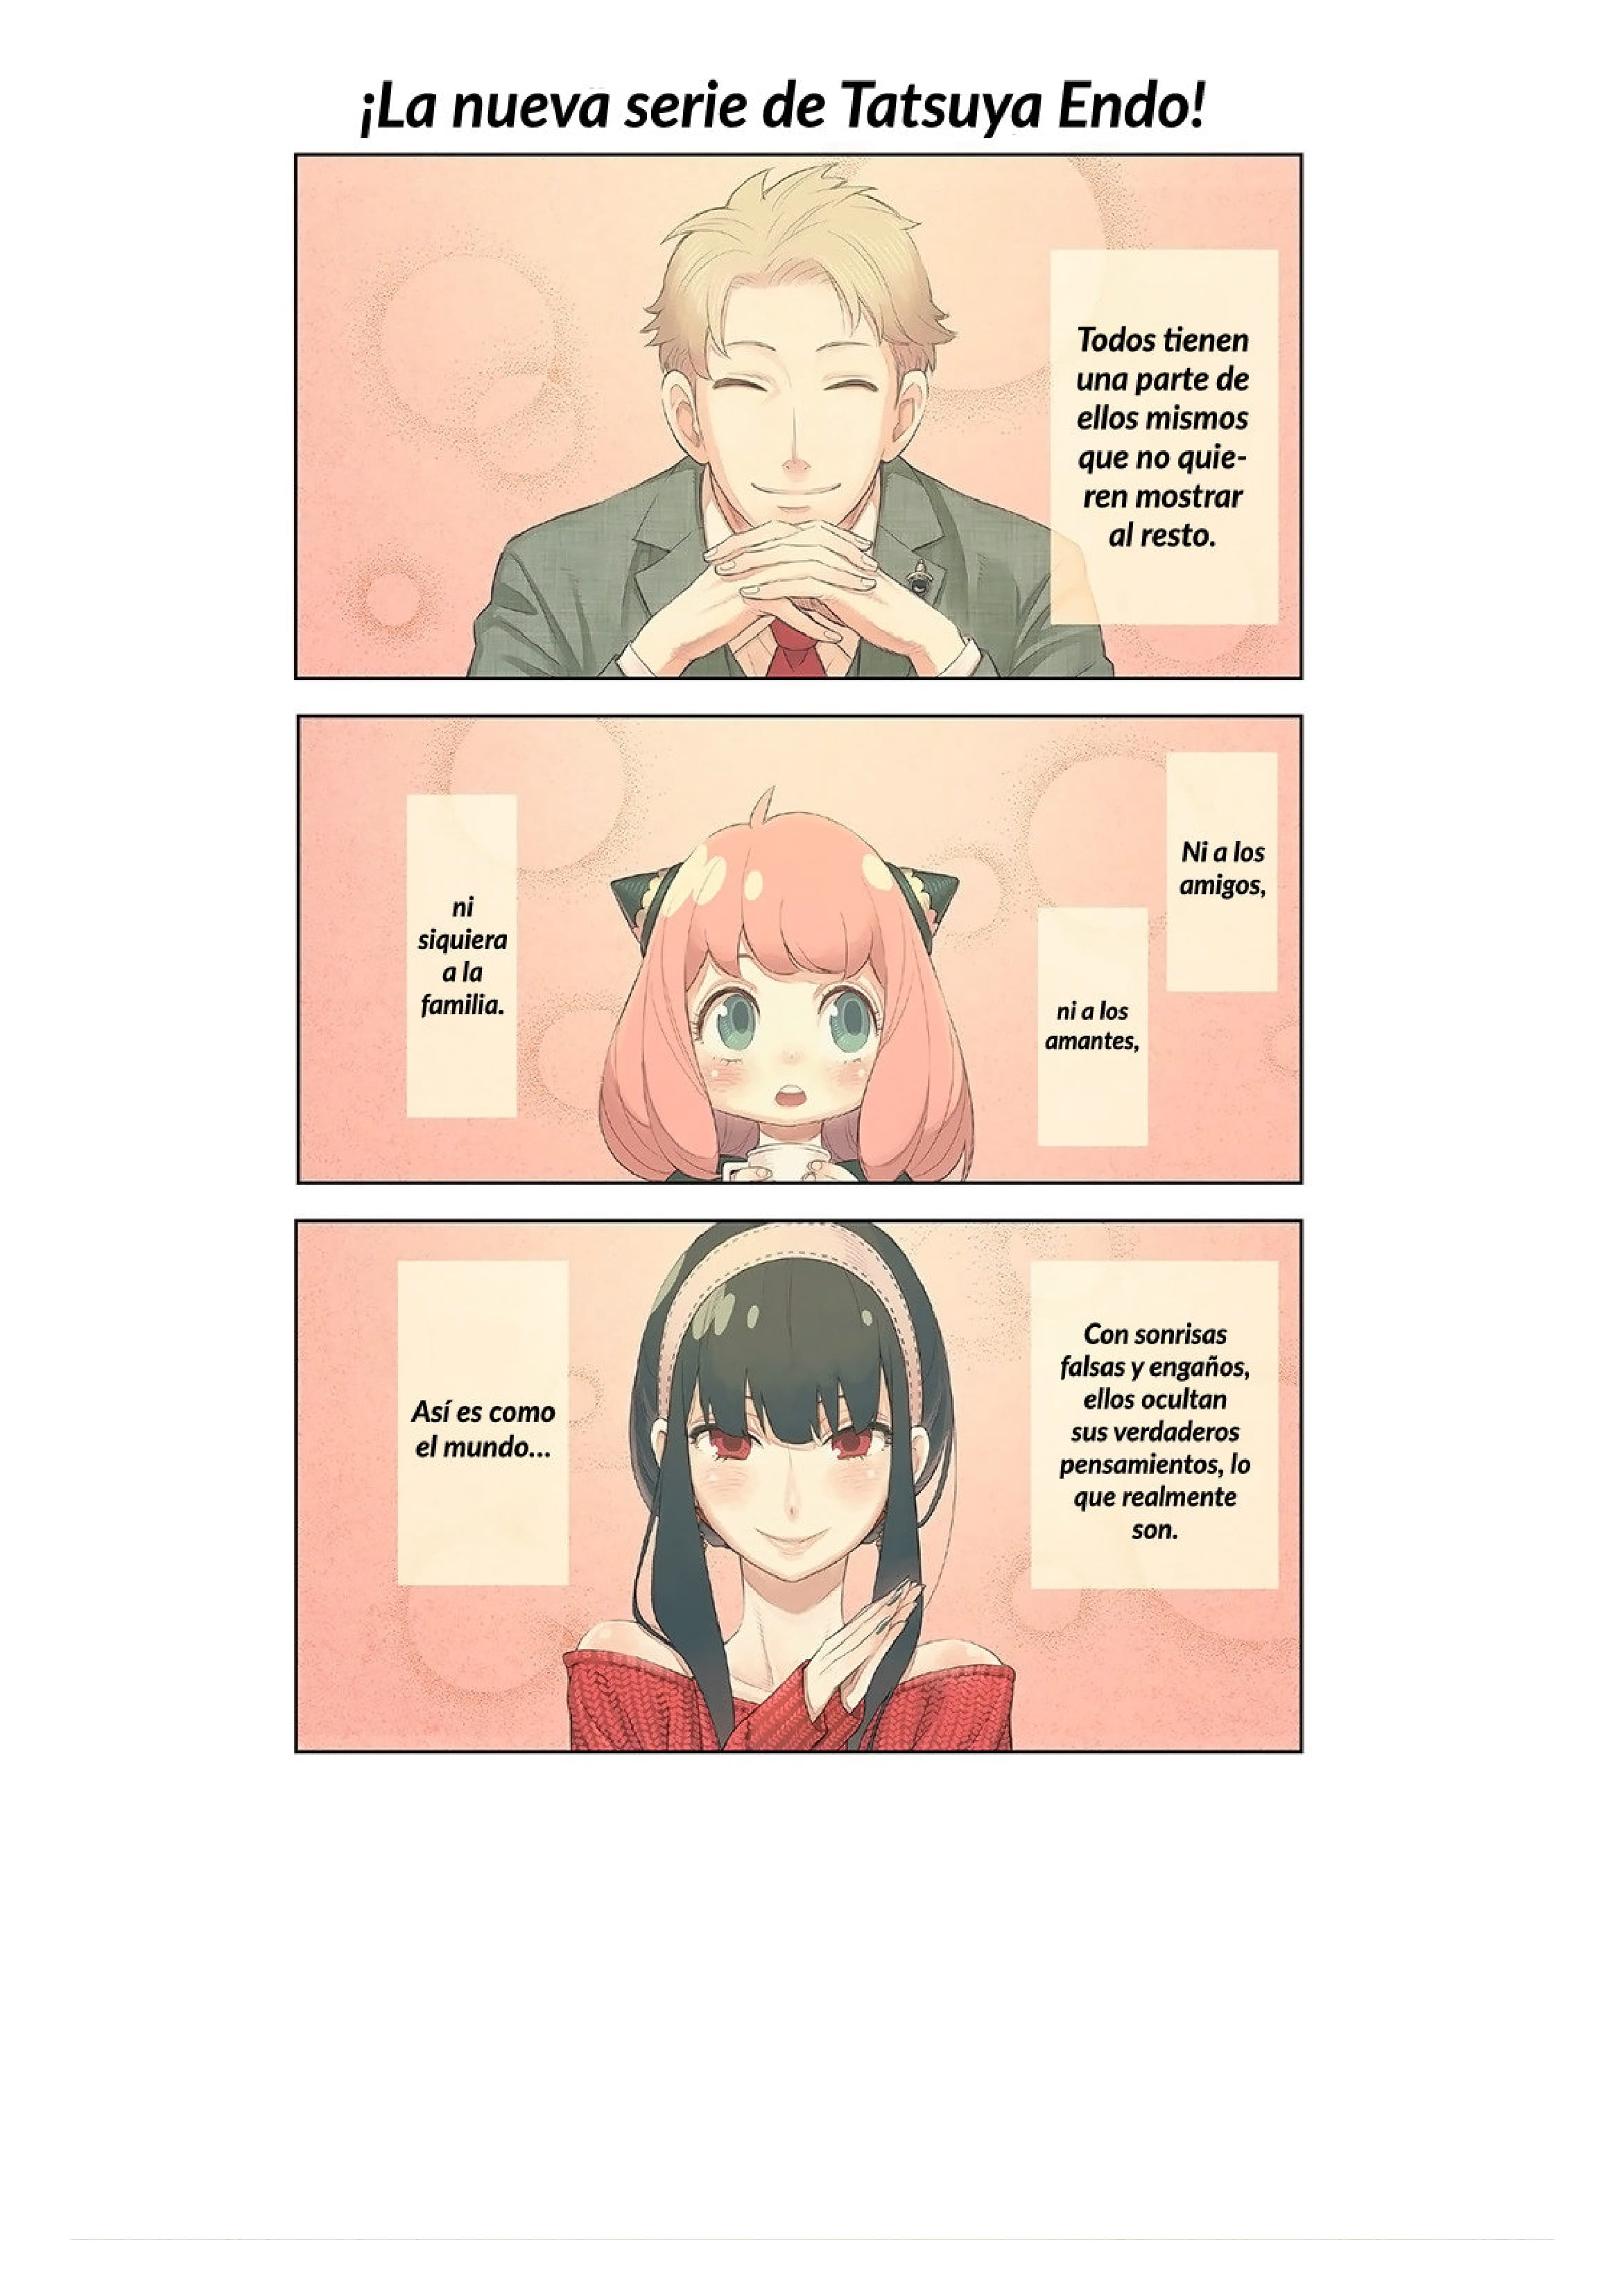 ¡La nueva serie de Tatsuya Endo!
Todos tienen
una parte de
ellos mismos
que no quie-
ren mostrar
al resto.
Ni a los
amigos,
ni a los
amantes,
ni
siquiera
a la
familia.
Con sonrisas
falsas y engaños,
ellos ocultan
sus verdaderos
pensamientos, lo
que realmente
son.
Así es como
el mundo...